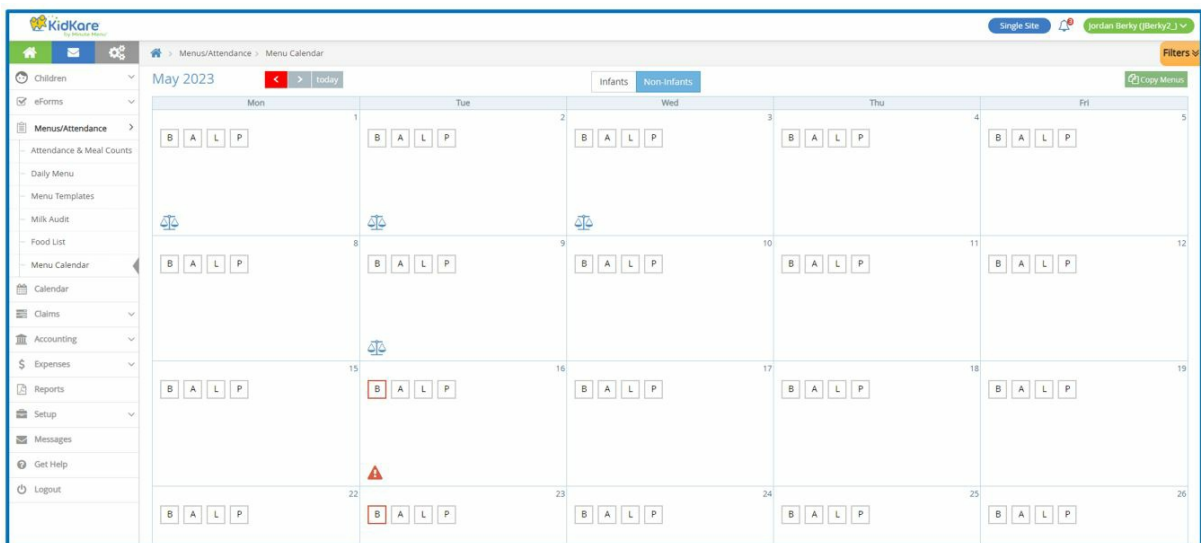 KidKare
by Minute Menu
Single Site
3
Jordan Berky (JBerky2_)
Menus/Attendance > Menu Calendar
Filters
Children
eForms
Menus/Attendance
Attendance & Meal Counts
Daily Menu
Menu Templates
Milk Audit
Food List
Menu Calendar
Calendar
Claims
Accounting
Expenses
Reports
Setup
Messages
Get Help
Logout
May 2023
< > today
Infants Non-Infants
Copy Menus
Mon Tue Wed Thu Fri
1 2 3 4 5
B A L P B A L P B A L P B A L P B A L P
8 9 10 11 12
B A L P B A L P B A L P B A L P B A L P
15 16 17 18 19
B A L P B A L P B A L P B A L P B A L P
22 23 24 25 26
B A L P B A L P B A L P B A L P B A L P